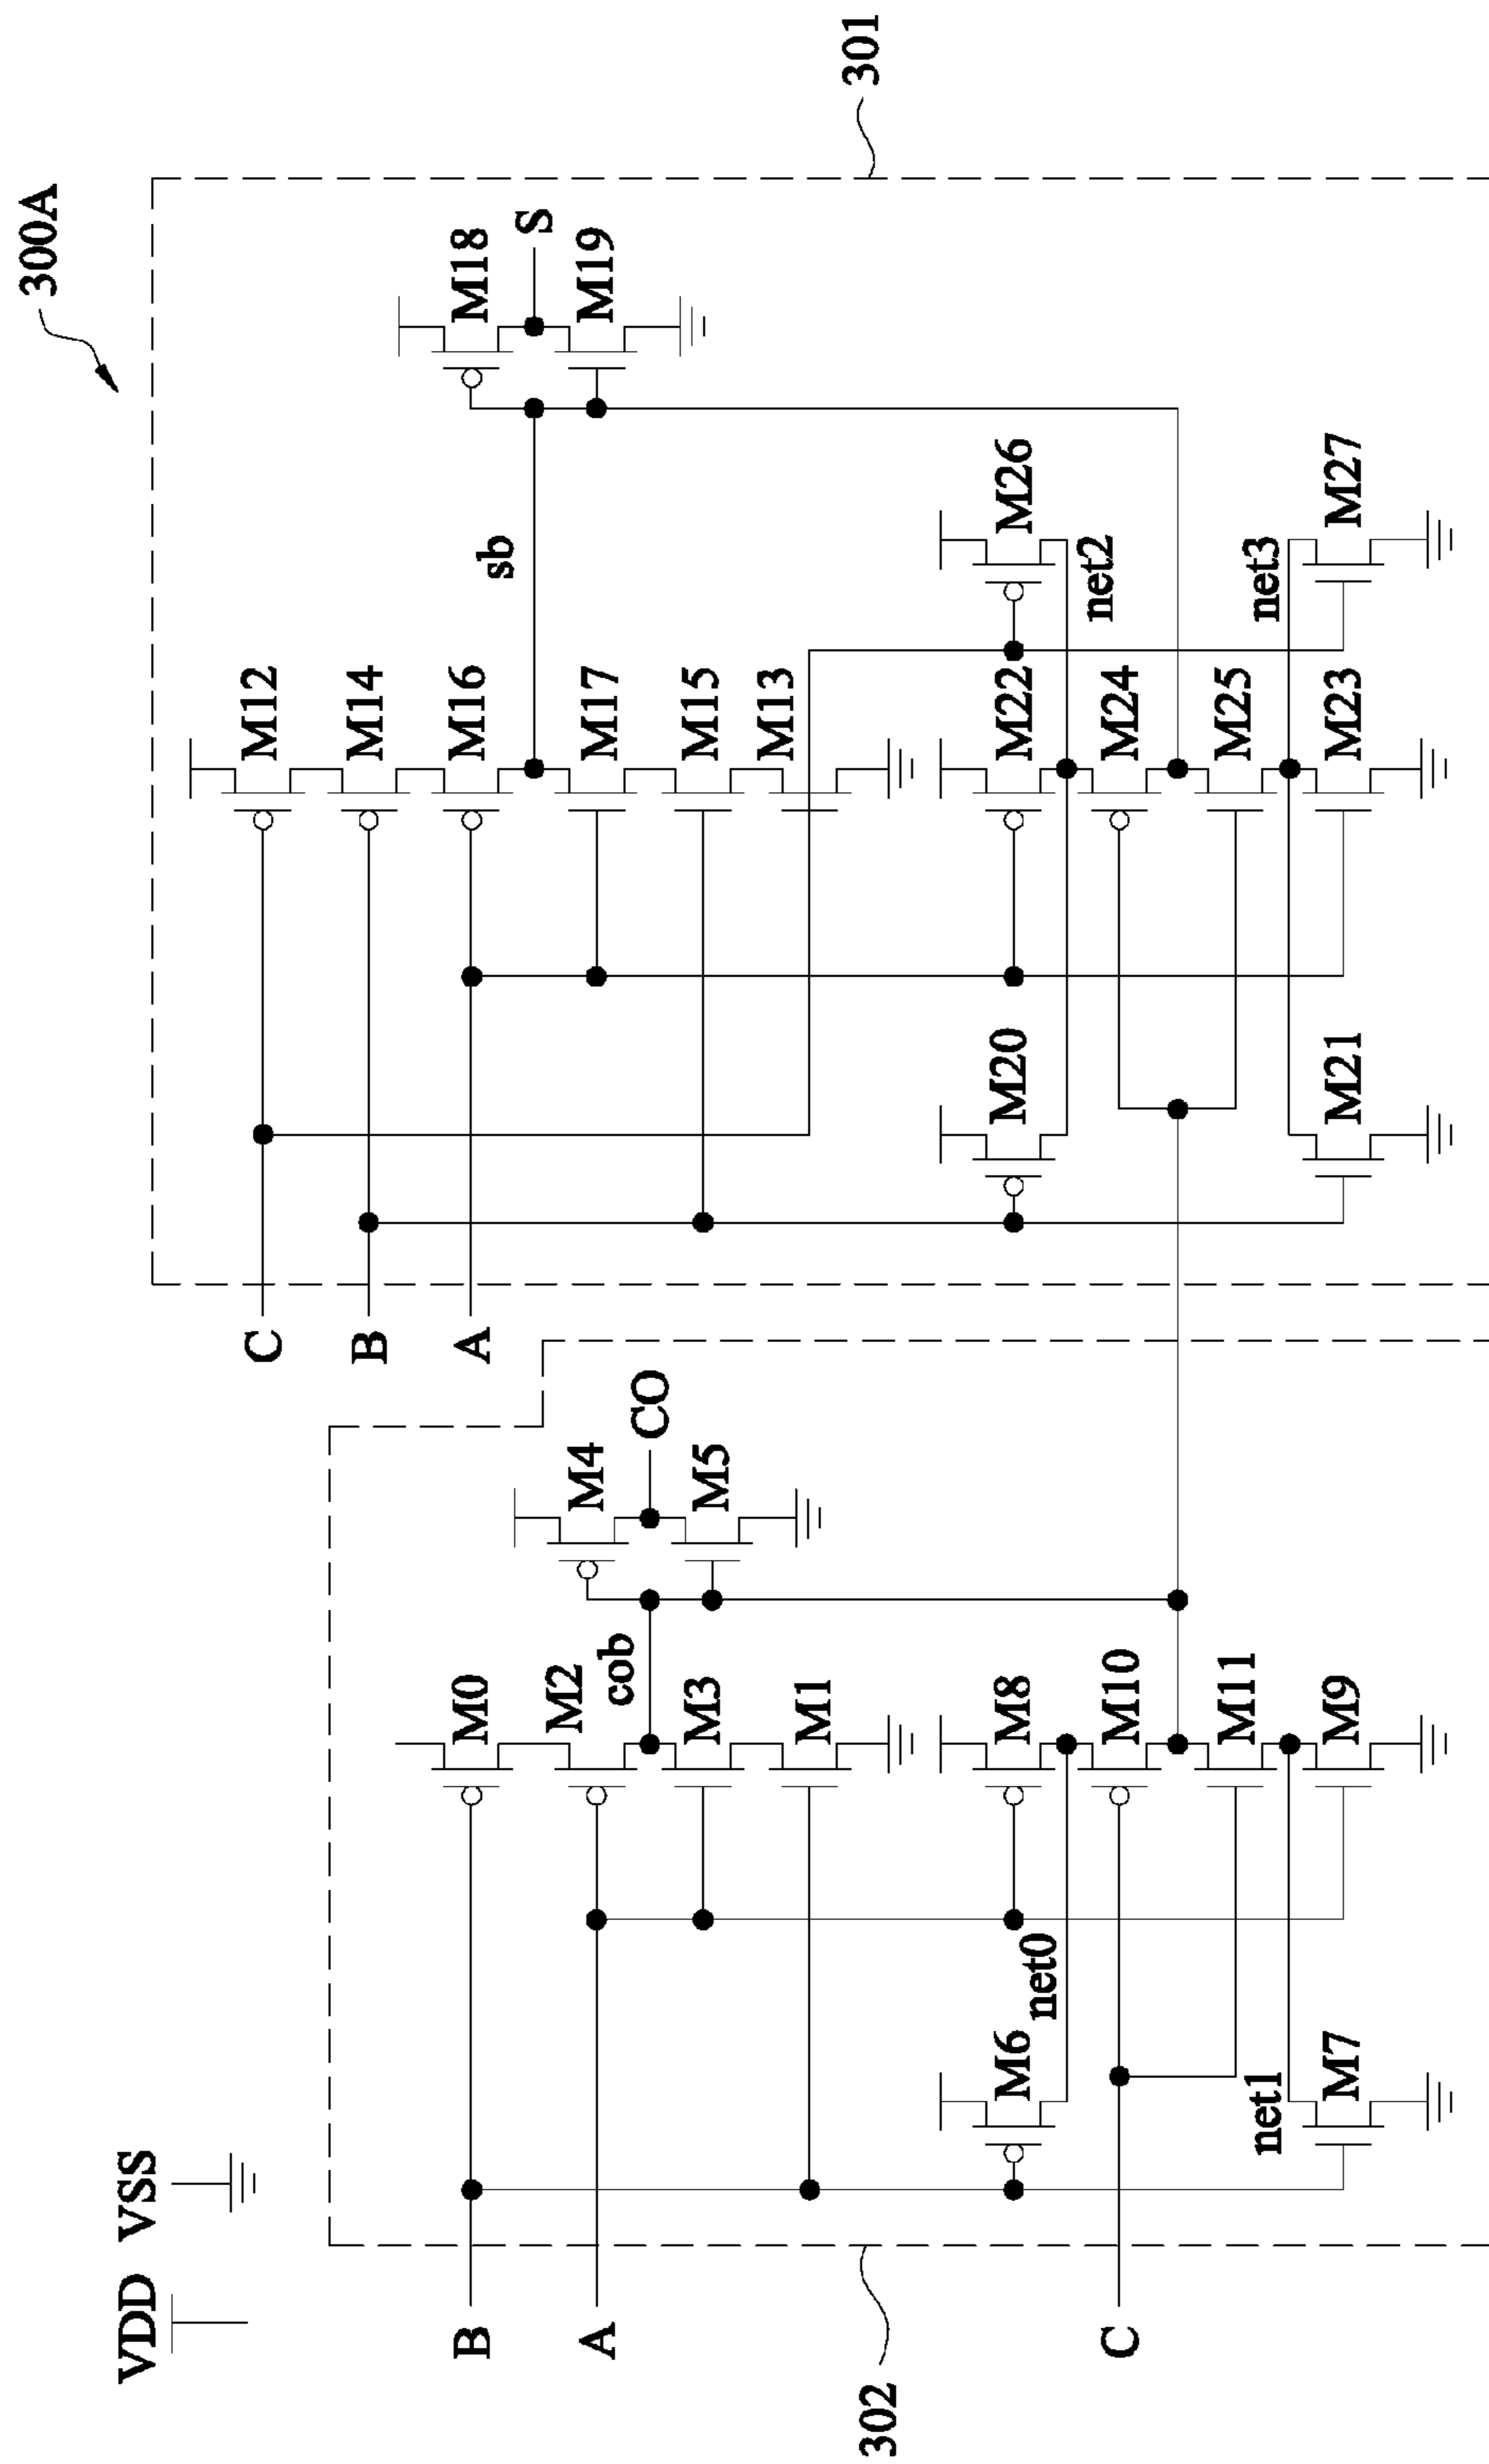 300A
VDD VSS
C
B
A
M12
M14
M16
sb
M17
M15
M13
M18
S
M19
301
M20
M22
M26
net2
M24
M25
net3
M21
M23
M27
B
A
M0
M2
cob
M3
M1
M4
CO
M5
C
M6
net0
M8
M10
M11
net1
M7
M9
302